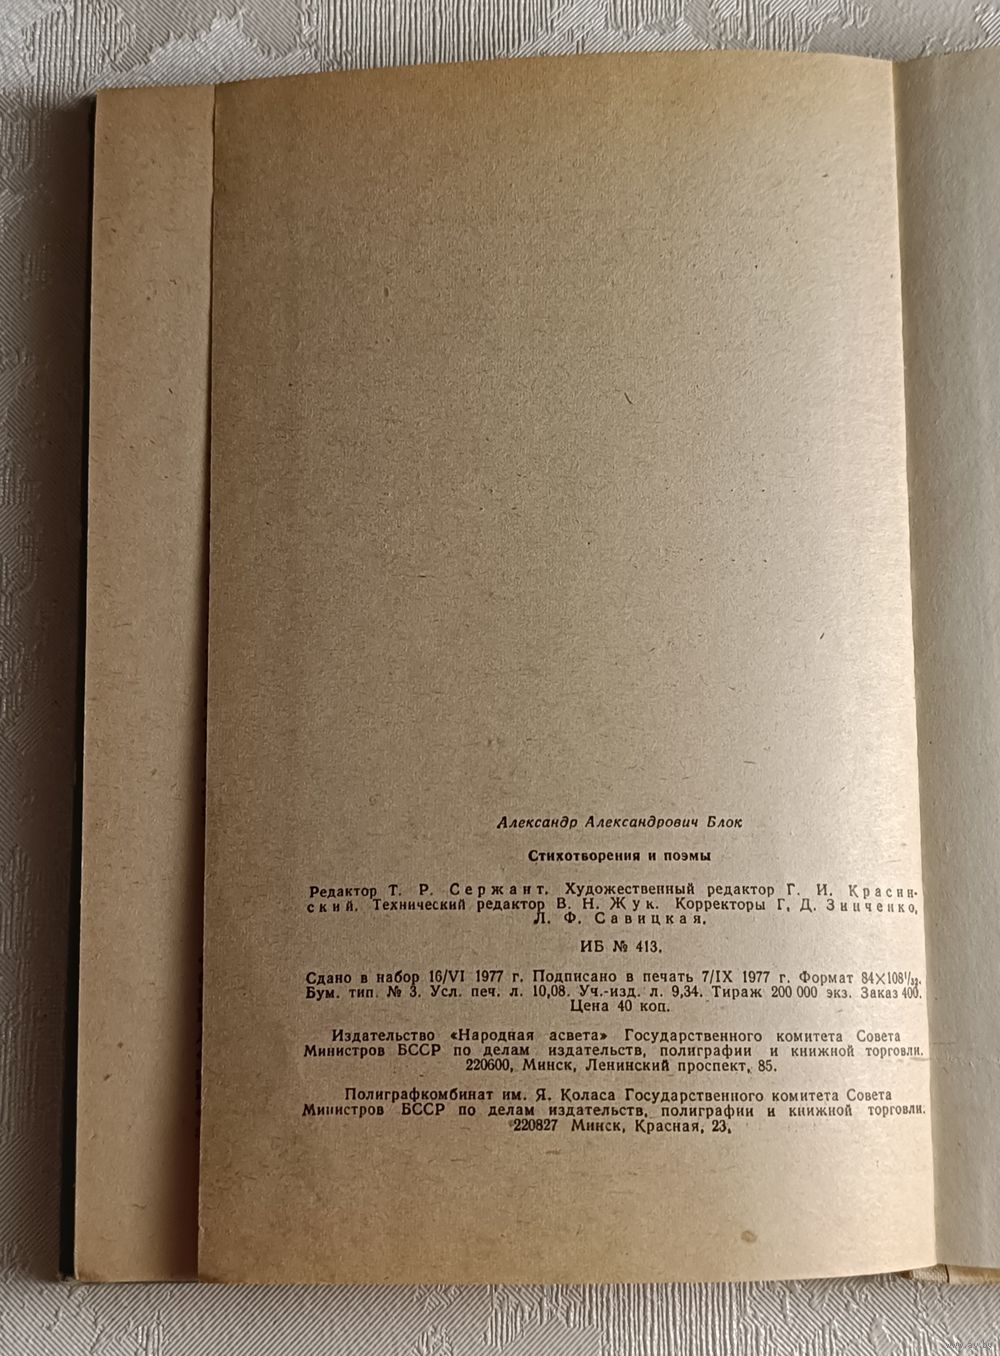 Александр Александрович Блок
Стихотворения и поэмы
Редактор Т. Р. Сержант. Художественный редактор Г. И. Красин-
ский. Технический редактор В. Н. Жук. Корректоры Г. Д. Зинченко,
Л. Ф. Савицкая.
ИБ № 413.
Сдано в набор 16/VI 1977 г. Подписано в печать 7/IX 1977 г. Формат 84×108¹/₃₂.
Бум. тип. № 3. Усл. печ. л. 10,08. Уч.-изд. л. 9,34. Тираж 200 000 экз. Заказ 400.
Цена 40 коп.
Издательство «Народная асвета» Государственного комитета Совета
Министров БССР по делам издательств, полиграфии и книжной торговли.
220600, Минск, Ленинский проспект, 85.
Полиграфкомбинат им. Я. Коласа Государственного комитета Совета
Министров БССР по делам издательств, полиграфии и книжной торговли.
220827 Минск, Красная, 23.